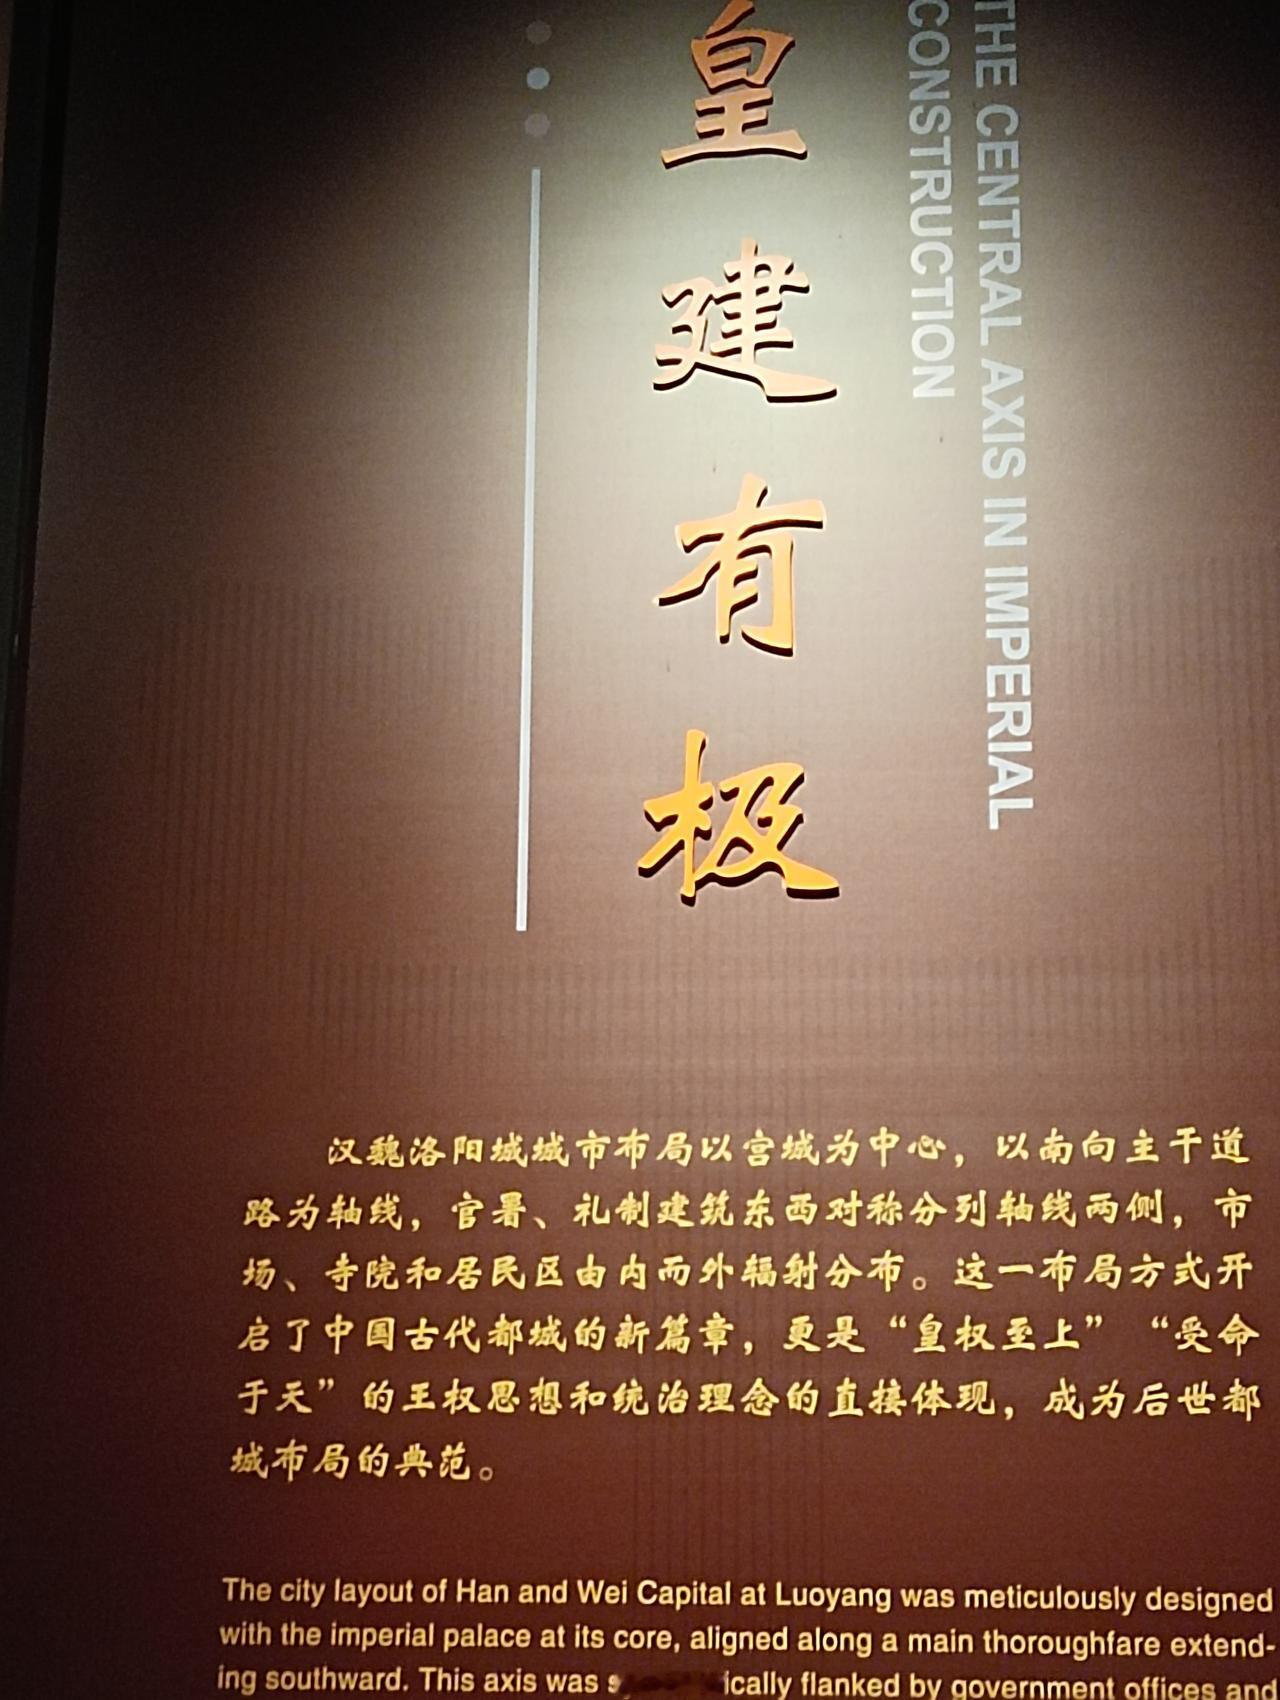 皇建有极
THE CENTRAL AXIS IN IMPERIAL
CONSTRUCTION
汉魏洛阳城城市布局以宫城为中心，以南向主干道
路为轴线，官署、礼制建筑东西对称分列轴线两侧，市
场、寺院和居民区由内而外辐射分布。这一布局方式开
启了中国古代都城的新篇章，更是“皇权至上”“受命
于天”的王权思想和统治理念的直接体现，成为后世都
城布局的典范。
The city layout of Han and Wei Capital at Luoyang was meticulously designed
with the imperial palace at its core, aligned along a main thoroughfare extend-
ing southward. This axis was flanked by government offices and